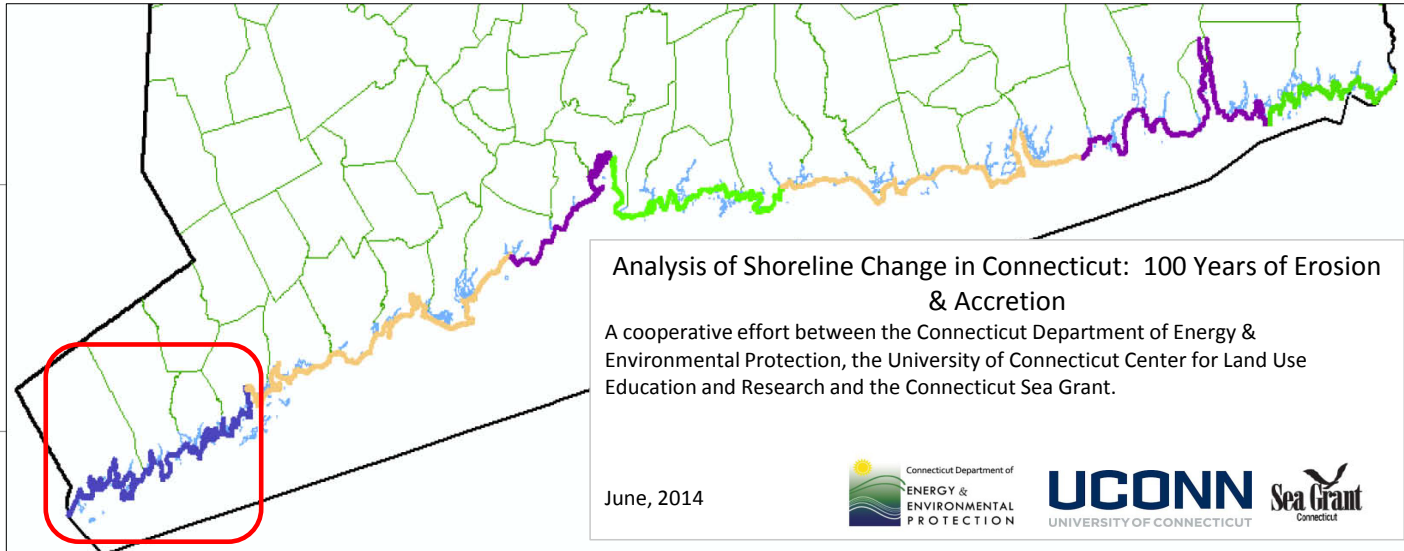 Analysis of Shoreline Change in Connecticut:  100 Years of Erosion
& Accretion
A cooperative effort between the Connecticut Department of Energy &
Environmental Protection, the University of Connecticut Center for Land Use
Education and Research and the Connecticut Sea Grant.
June, 2014
Connecticut Department of
ENERGY &
ENVIRONMENTAL
PROTECTION
UCONN
UNIVERSITY OF CONNECTICUT
Sea Grant
Connecticut